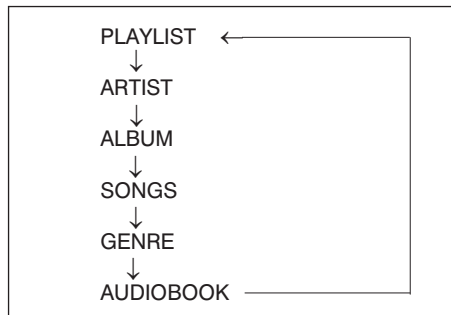 PLAYLIST
ARTIST
ALBUM
SONGS
GENRE
AUDIOBOOK